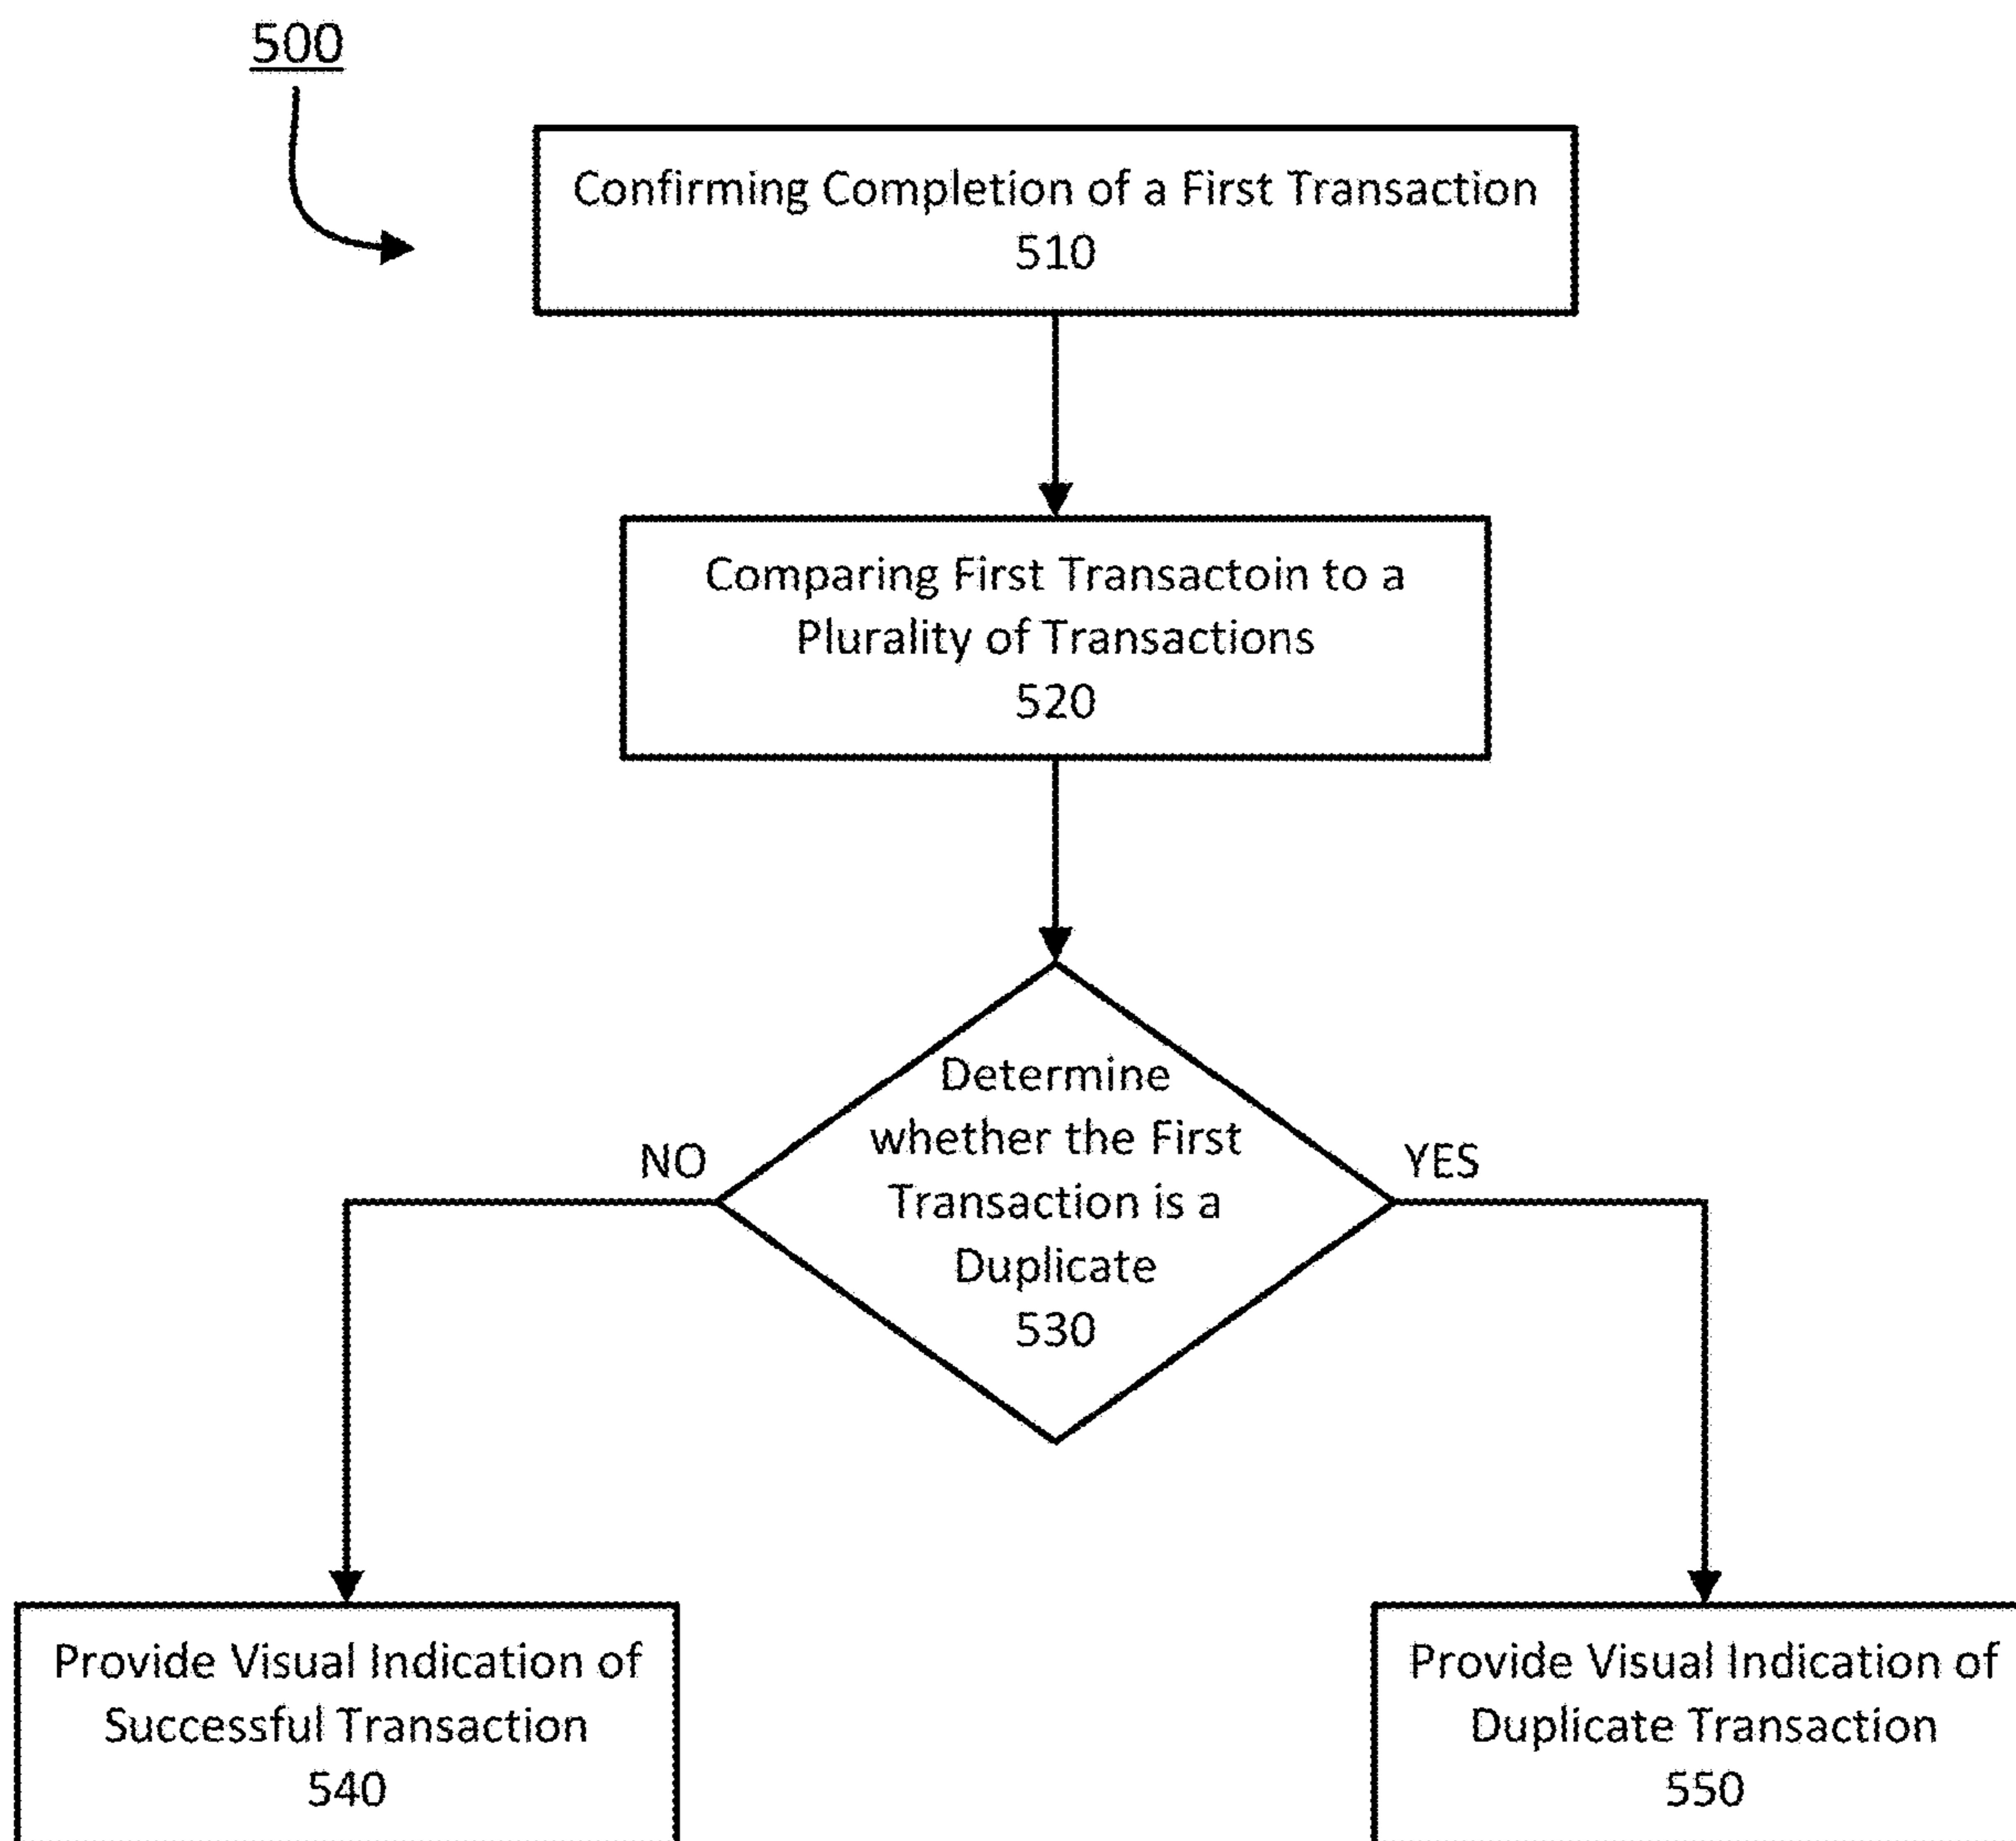 500
Confirming Completion of a First Transaction
510
Comparing First Transactoin to a
Plurality of Transactions
520
Determine
whether the First
Transaction is a
Duplicate
530
NO
YES
Provide Visual Indication of
Successful Transaction
540
Provide Visual Indication of
Duplicate Transaction
550